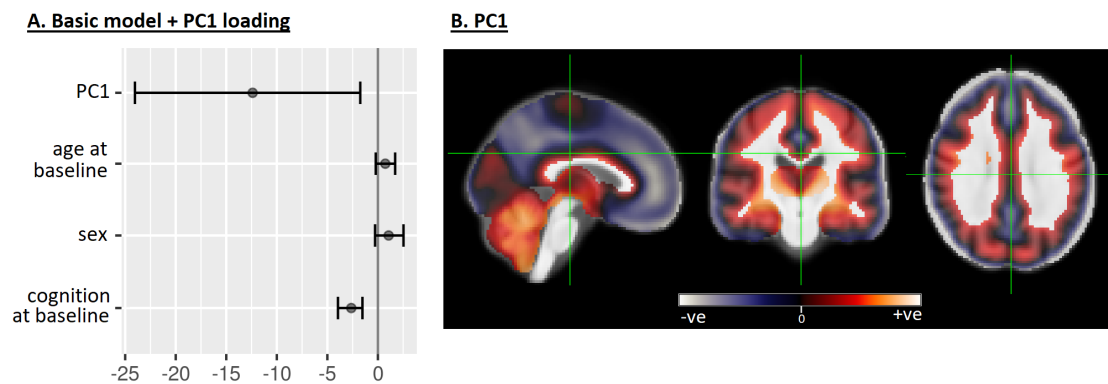 A. Basic model + PC1 loading
PC1
age at
baseline
sex
cognition
at baseline
-25 -20 -15 -10 -5 0
B. PC1
-ve 0 +ve